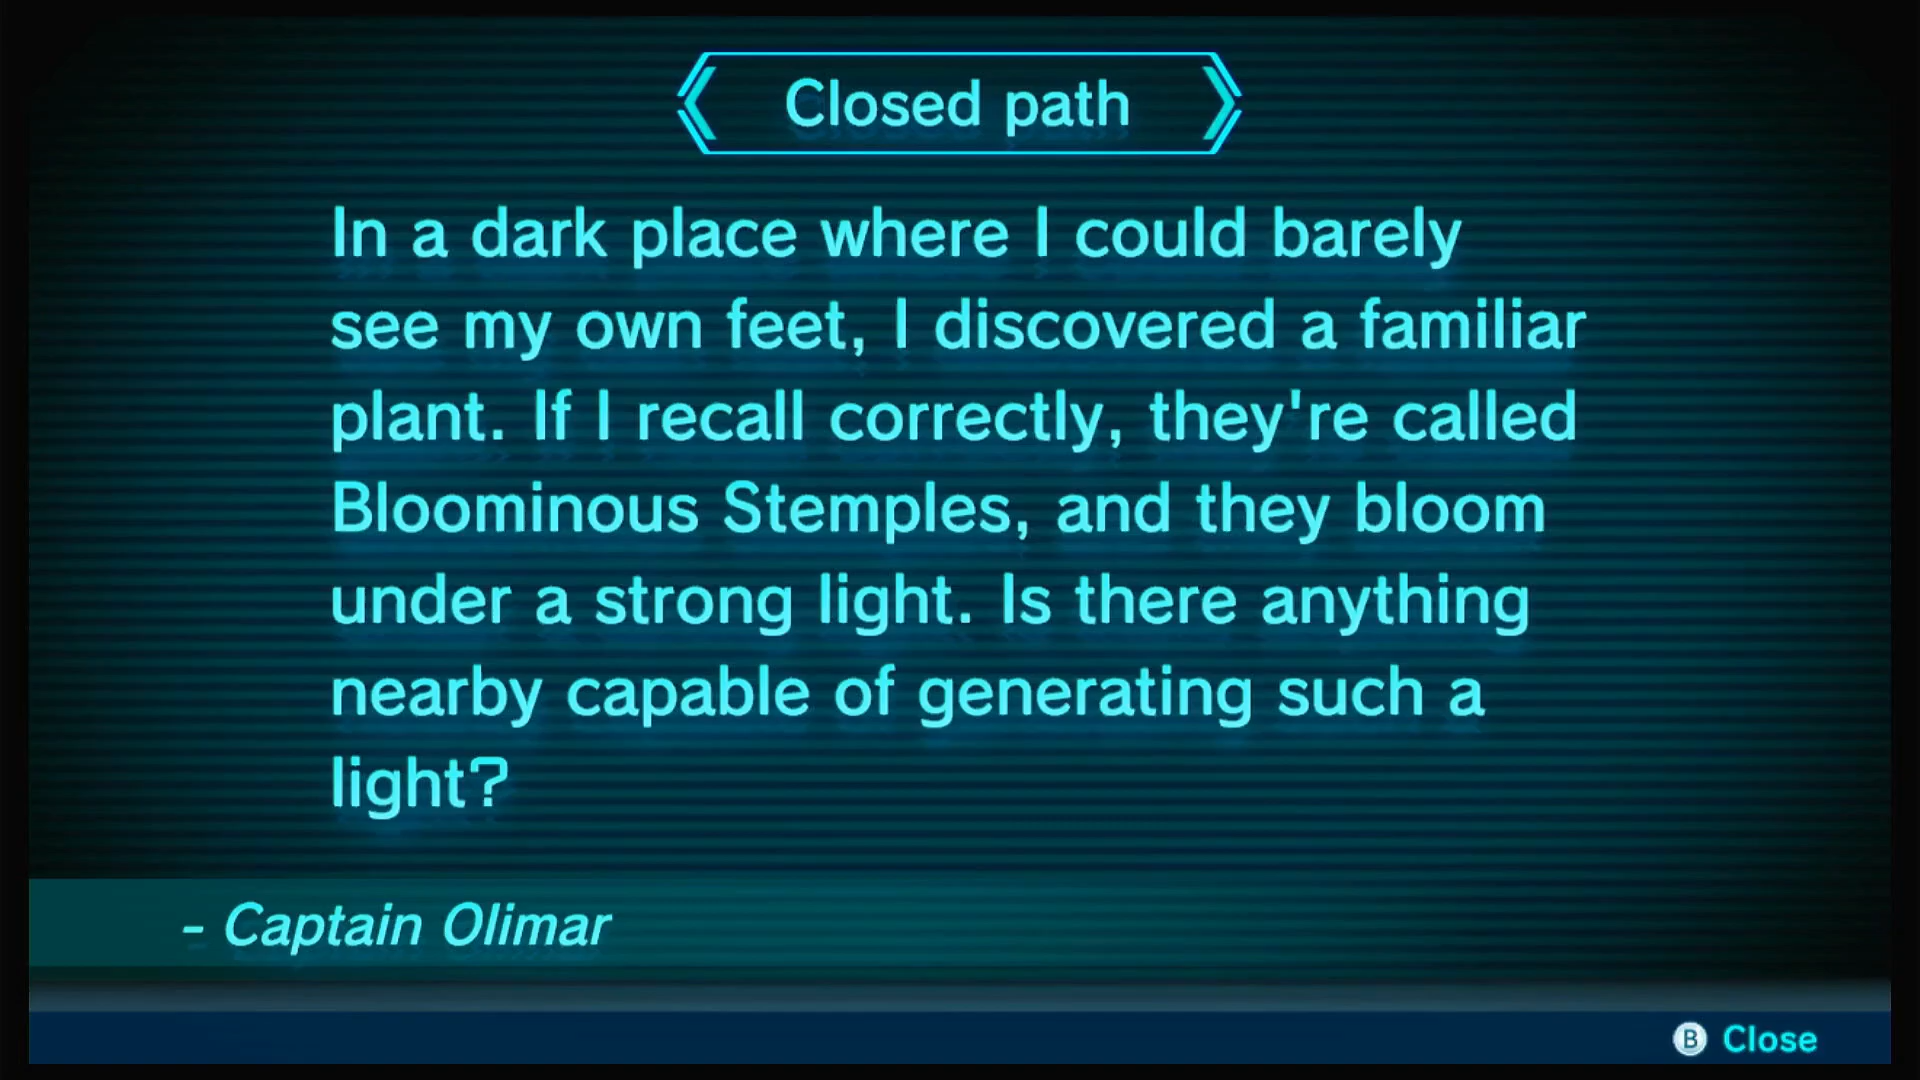 Closed path
In a dark place where I could barely
see my own feet, I discovered a familiar
plant. If I recall correctly, they're called
Bloominous Stemples, and they bloom
under a strong light. Is there anything
nearby capable of generating such a
light?
- Captain Olimar
B Close